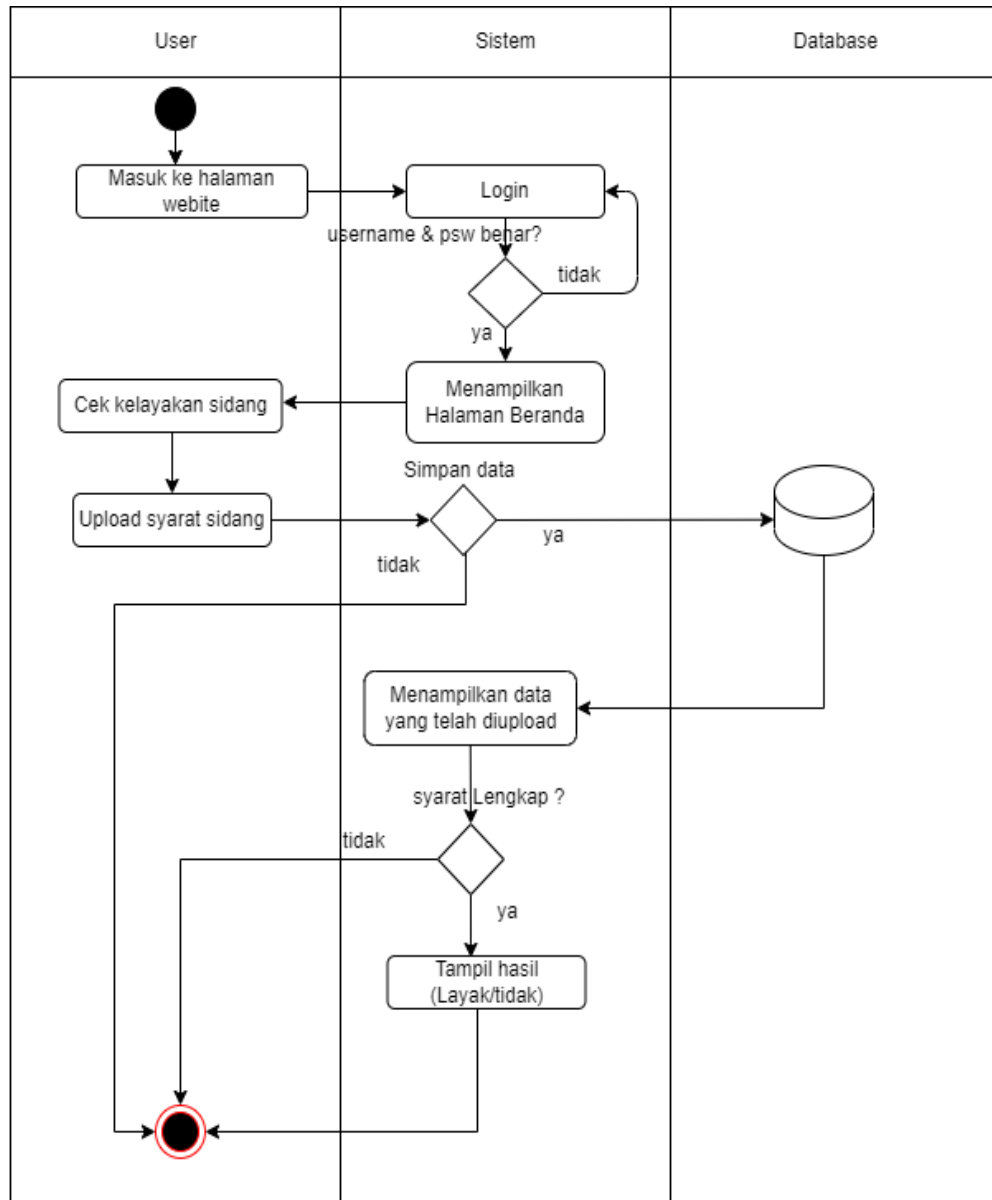 User
Sistem
Database
Masuk ke halaman
webite
Login
username & psw benar?
tidak
ya
Menampilkan
Halaman Beranda
Cek kelayakan sidang
Simpan data
Upload syarat sidang
ya
tidak
Menampilkan data
yang telah diupload
syarat Lengkap ?
tidak
ya
Tampil hasil
(Layak/tidak)